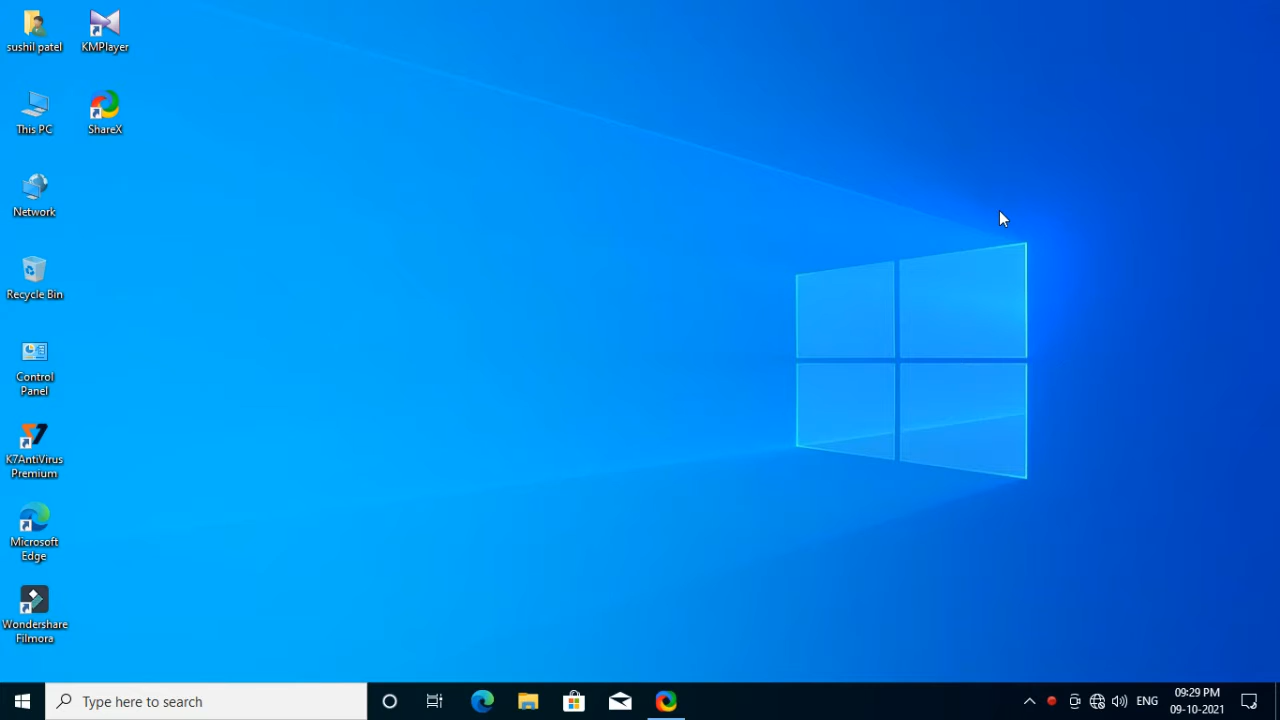 sushil patel
KMPlayer
This PC
ShareX
Network
Recycle Bin
Control
Panel
K7AntiVirus
Premium
Microsoft
Edge
Wondershare
Filmora
Type here to search
ENG
09:29 PM
09-10-2021